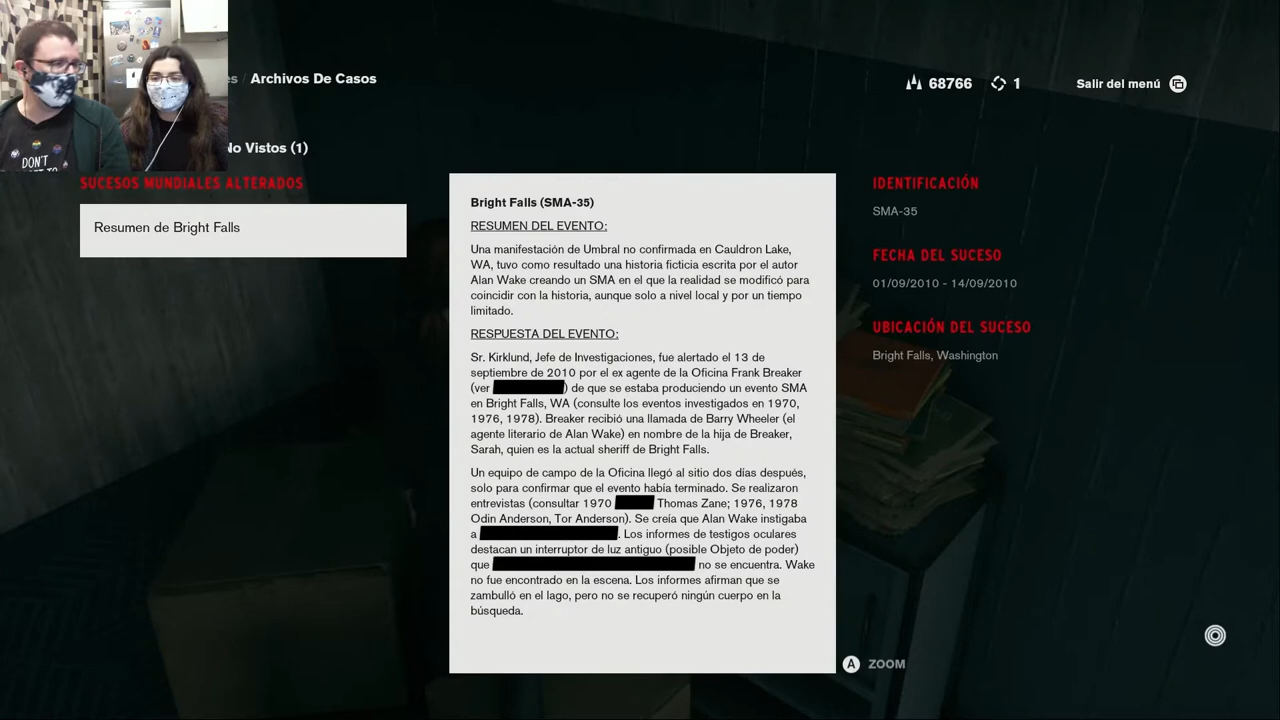 es / Archivos De Casos
68766
1
Salir del menú
No Vistos (1)
SUCESOS MUNDIALES ALTERADOS
Resumen de Bright Falls
Bright Falls (SMA-35)
RESUMEN DEL EVENTO:
Una manifestación de Umbral no confirmada en Cauldron Lake,
WA, tuvo como resultado una historia ficticia escrita por el autor
Alan Wake creando un SMA en el que la realidad se modificó para
coincidir con la historia, aunque solo a nivel local y por un tiempo
limitado.
RESPUESTA DEL EVENTO:
Sr. Kirklund, Jefe de Investigaciones, fue alertado el 13 de
septiembre de 2010 por el ex agente de la Oficina Frank Breaker
(ver ) de que se estaba produciendo un evento SMA
en Bright Falls, WA (consulte los eventos investigados en 1970,
1976, 1978). Breaker recibió una llamada de Barry Wheeler (el
agente literario de Alan Wake) en nombre de la hija de Breaker,
Sarah, quien es la actual sheriff de Bright Falls.
Un equipo de campo de la Oficina llegó al sitio dos días después,
solo para confirmar que el evento había terminado. Se realizaron
entrevistas (consultar 1970 Thomas Zane; 1976, 1978
Odin Anderson, Tor Anderson). Se creía que Alan Wake instigaba
a . Los informes de testigos oculares
destacan un interruptor de luz antiguo (posible Objeto de poder)
que no se encuentra. Wake
no fue encontrado en la escena. Los informes afirman que se
zambulló en el lago, pero no se recuperó ningún cuerpo en la
búsqueda.
IDENTIFICACIÓN
SMA-35
FECHA DEL SUCESO
01/09/2010 - 14/09/2010
UBICACIÓN DEL SUCESO
Bright Falls, Washington
A ZOOM
DON'T